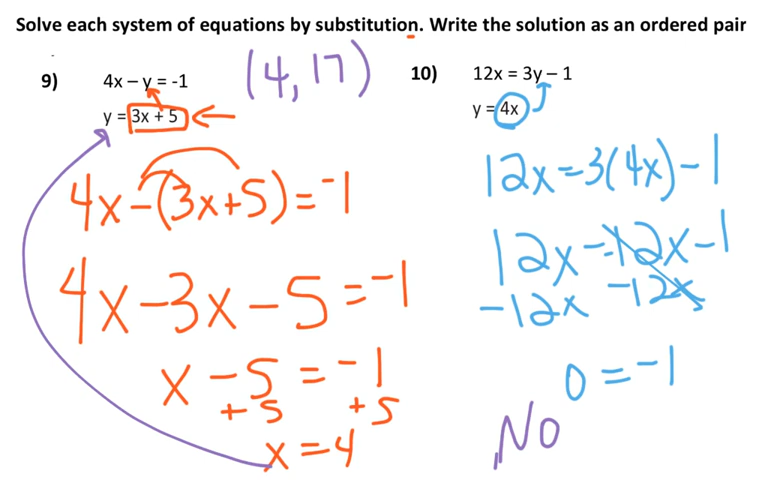 Solve each system of equations by substitution. Write the solution as an ordered pair
9) 4x – y = -1
y = 3x + 5
(4, 17)
4x-(3x+5)=-1
4x-3x-5=-1
x-5=-1
+5 +5
x=4
10) 12x = 3y – 1
y = 4x
12x=3(4x)-1
12x=12x-1
-12x -12x
0=-1
No